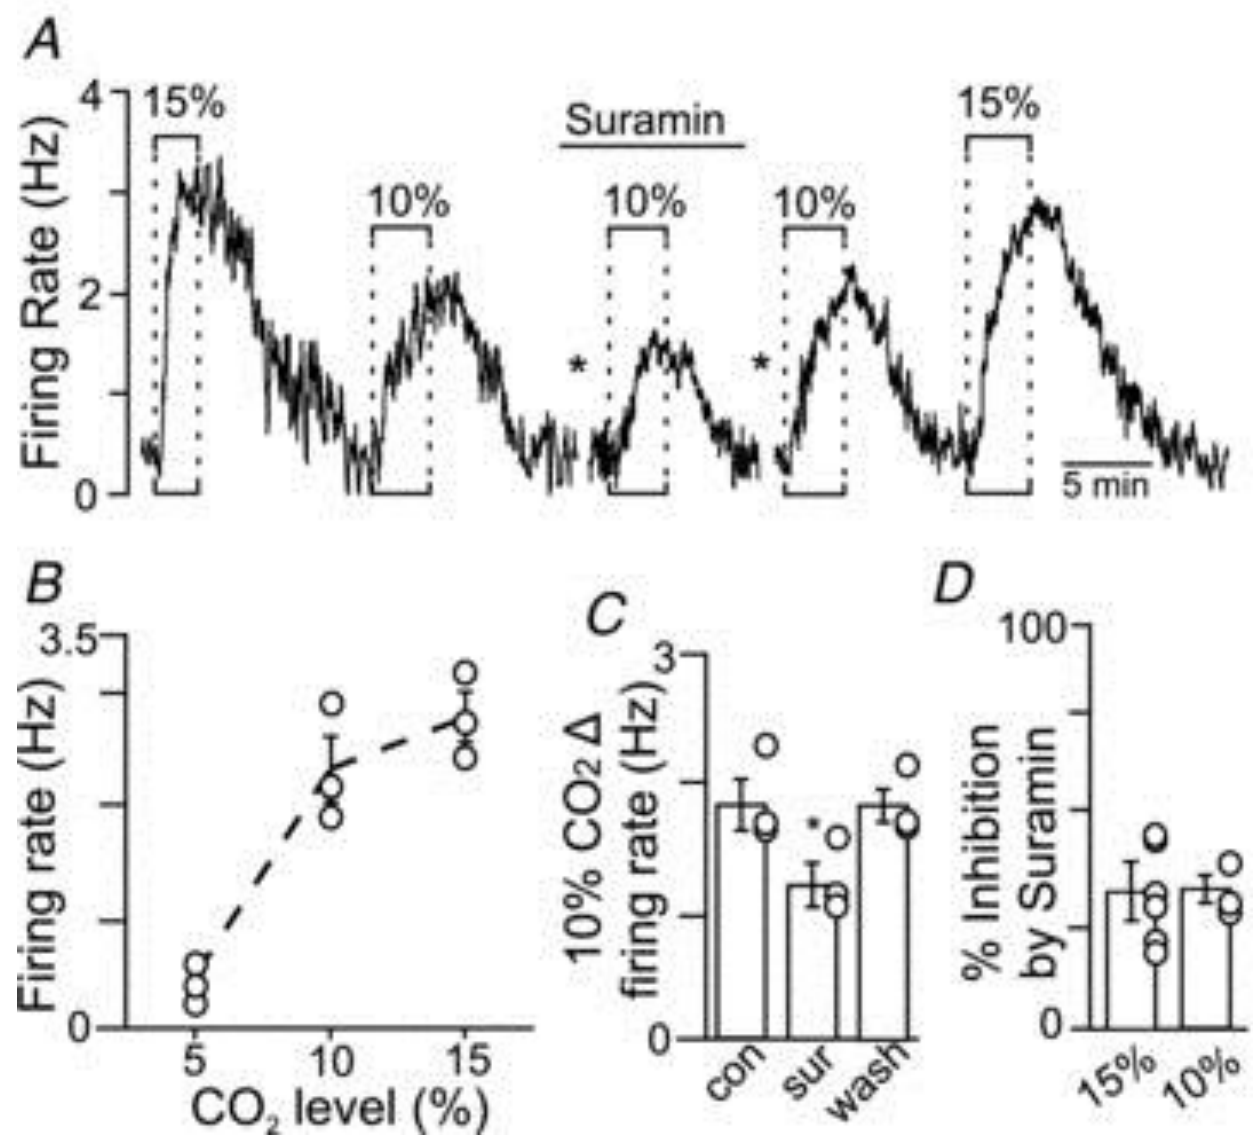 A
4
2
0
Firing Rate (Hz)
15%
10%
Suramin
10%
10%
15%
*
*
5 min
B
3.5
0
Firing rate (Hz)
5 10 15
CO₂ level (%)
C
3
0
10% CO₂ Δ
firing rate (Hz)
*
con sur wash
D
100
0
% Inhibition
by Suramin
15% 10%